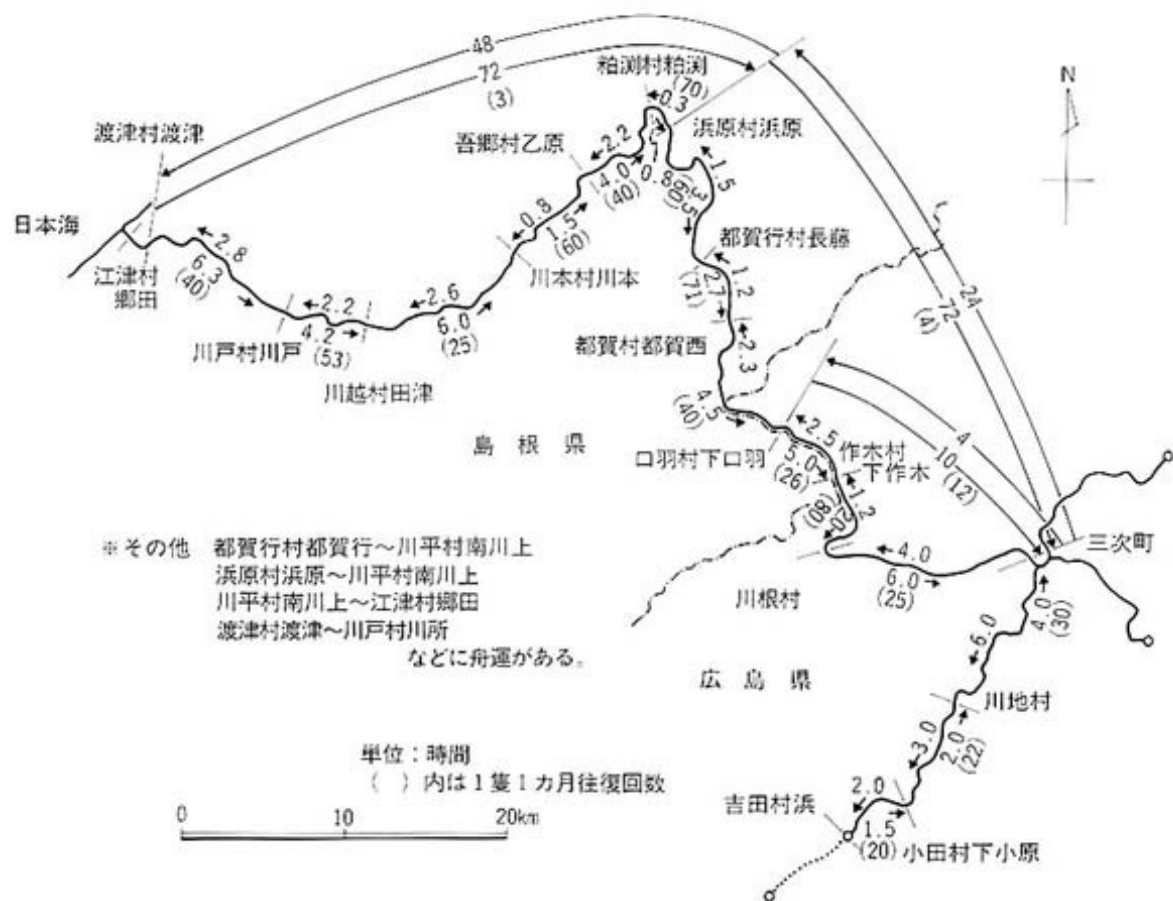 48
72
(3)
粕渕村粕渕
(70)
0.3
N
渡津村渡津
吾郷村乙原
2.2
浜原村浜原
4.0
(40)
0.8
3.5
(60)
1.5
日本海
0.8
1.5
(60)
都賀行村長藤
2.8
6.3
(40)
江津村
郷田
川本村川本
2.7
(71)
1.2
24
72
(4)
2.2
4.2
(53)
2.6
6.0
(25)
川戸村川戸
川越村田津
都賀村都賀西
2.3
4.5
(40)
島根県
口羽村下口羽
2.5
5.0
(26)
作木村
下作木
4
10
(12)
1.2
2.0
(80)
※その他 都賀行村都賀行~川平村南川上
浜原村浜原~川平村南川上
川平村南川上~江津村郷田
渡津村渡津~川戸村川所
などに舟運がある。
三次町
4.0
6.0
(25)
川根村
4.0
(30)
6.0
広島県
川地村
3.0
2.0
(22)
単位:時間
( )内は1隻1カ月往復回数
0 10 20km
吉田村浜
2.0
1.5
(20)
小田村下小原